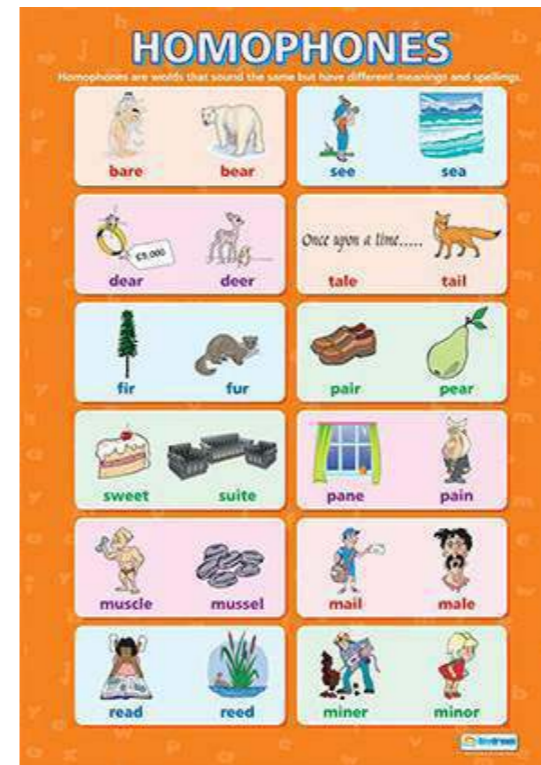 HOMOPHONES
Homophones are words that sound the same but have different meanings and spellings.
bare bear
see sea
£5,000
dear deer
Once upon a time.....
tale tail
fir fur
pair pear
sweet suite
pane pain
muscle mussel
mail male
read reed
miner minor